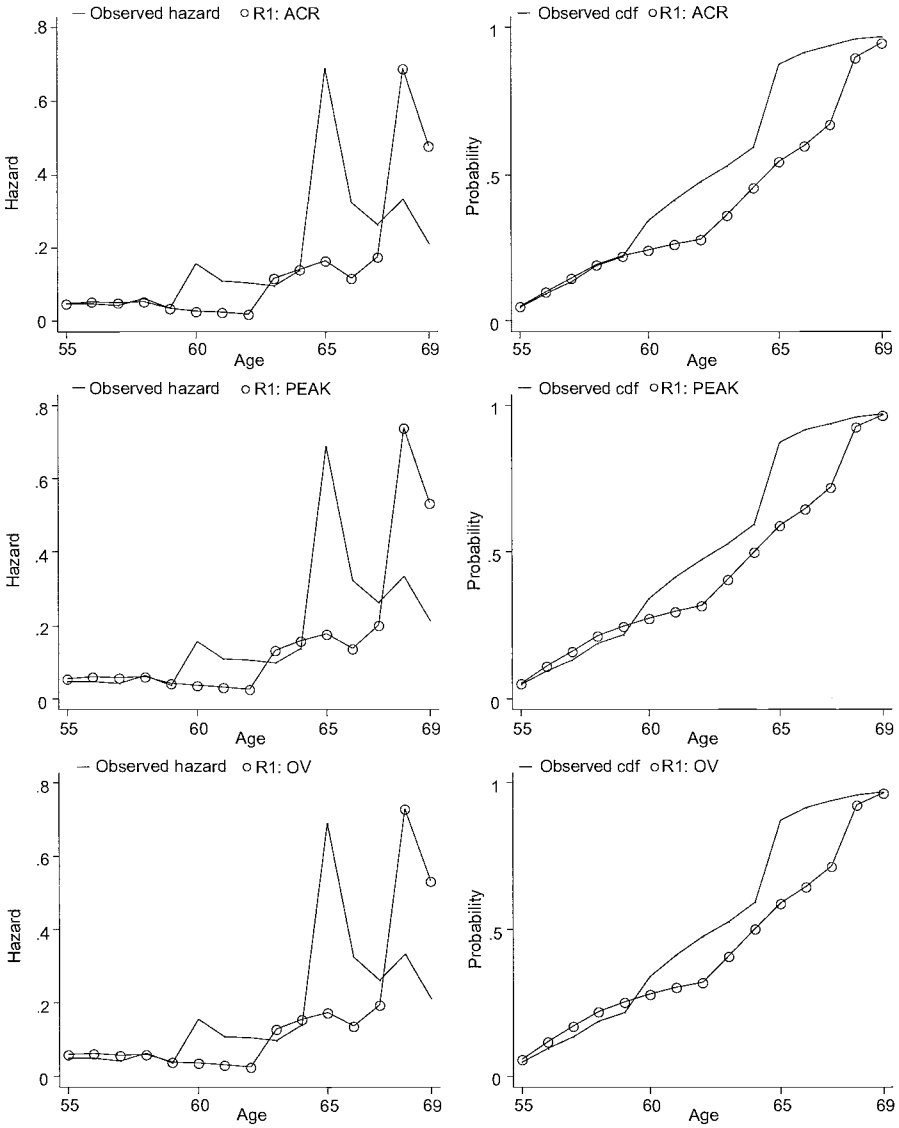 — Observed hazard ○ R1: ACR
Hazard
.8
.6
.4
.2
0
55 60 65 69
Age
— Observed cdf ○ R1: ACR
Probability
1
.5
0
55 60 65 69
Age
— Observed hazard ○ R1: PEAK
Hazard
.8
.6
.4
.2
0
55 60 65 69
Age
— Observed cdf ○ R1: PEAK
Probability
1
.5
0
55 60 65 69
Age
— Observed hazard ○ R1: OV
Hazard
.8
.6
.4
.2
0
55 60 65 69
Age
— Observed cdf ○ R1: OV
Probability
1
.5
0
55 60 65 69
Age